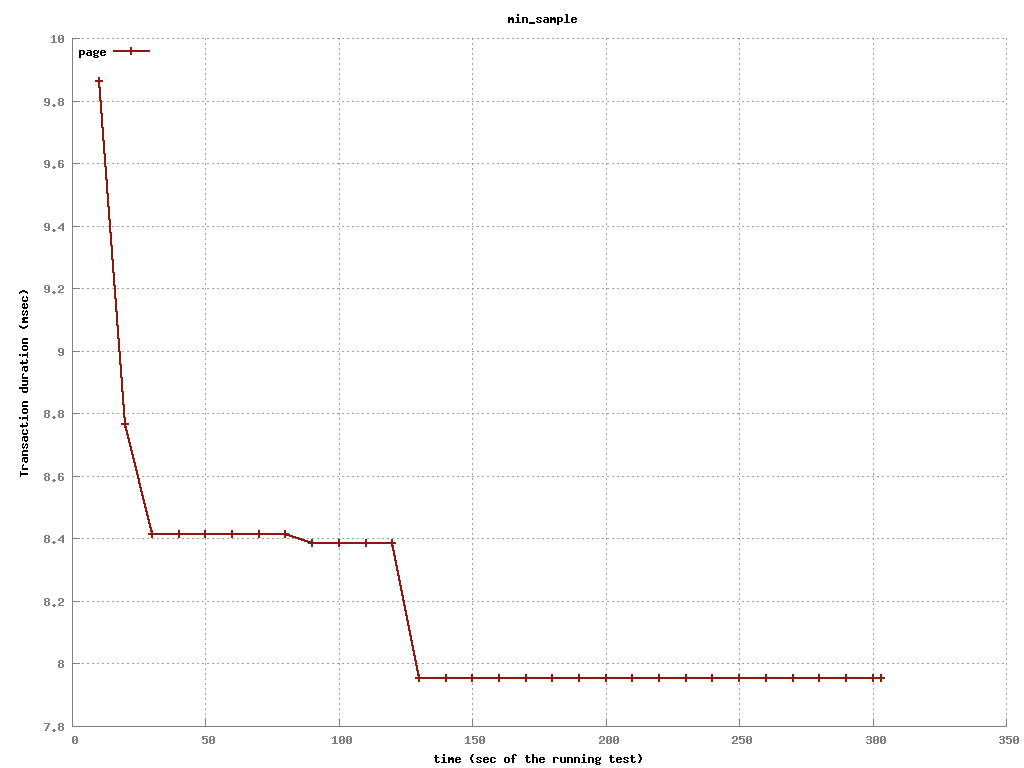 min_sample
page
10
9.8
9.6
9.4
9.2
9
8.8
8.6
8.4
8.2
8
7.8
Transaction duration (msec)
0 50 100 150 200 250 300 350
time (sec of the running test)